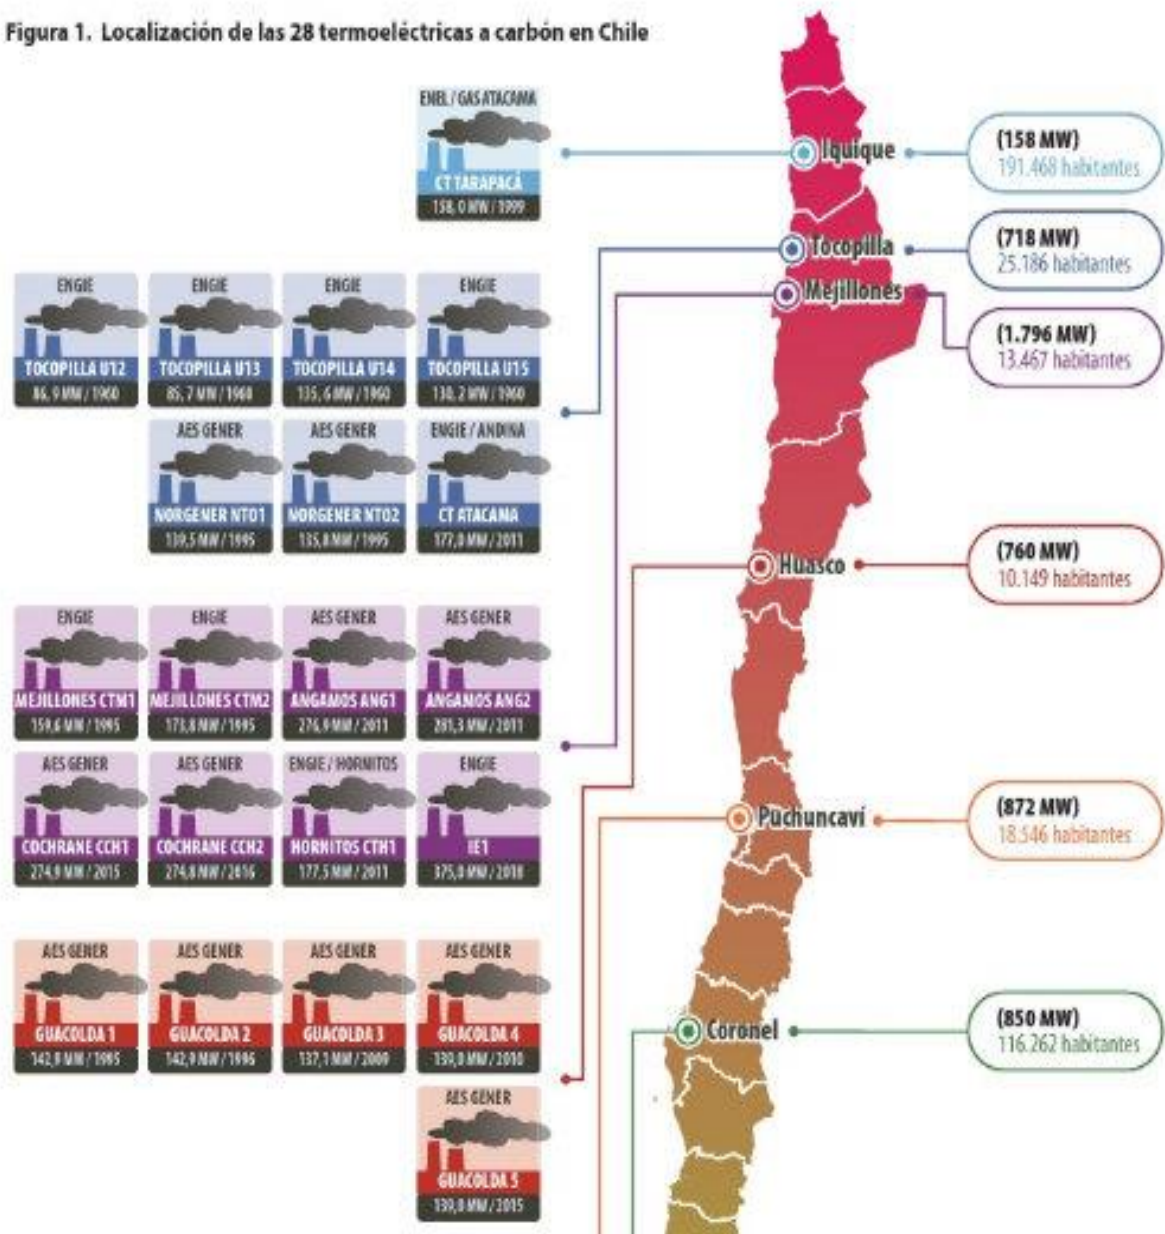 Figura 1. Localización de las 28 termoeléctricas a carbón en Chile
ENEL / GAS ATACAMA
CT TARAPACÁ
158,0 MW / 1999
Iquique
(158 MW)
191.468 habitantes
Tocopilla
(718 MW)
25.186 habitantes
Mejillones
(1.796 MW)
13.467 habitantes
ENGIE
ENGIE
ENGIE
ENGIE
TOCOPILLA U12
TOCOPILLA U13
TOCOPILLA U14
TOCOPILLA U15
86,9 MW / 1960
85,7 MW / 1960
135,6 MW / 1960
130,2 MW / 1960
AES GENER
AES GENER
ENGIE / ANDINA
NORGENER NTO1
NORGENER NTO2
CT ATACAMA
139,5 MW / 1995
135,8 MW / 1995
177,0 MW / 2011
Huasco
(760 MW)
10.149 habitantes
ENGIE
ENGIE
AES GENER
AES GENER
MEJILLONES CTM1
MEJILLONES CTM2
ANGAMOS ANG1
ANGAMOS ANG2
159,6 MW / 1995
173,8 MW / 1995
276,9 MW / 2011
281,3 MW / 2011
AES GENER
AES GENER
ENGIE / HORNITOS
ENGIE
COCHRANE CCH1
COCHRANE CCH2
HORNITOS CTH1
IE1
274,9 MW / 2015
274,8 MW / 2016
177,5 MW / 2011
375,0 MW / 2018
Puchuncaví
(872 MW)
18.546 habitantes
AES GENER
AES GENER
AES GENER
AES GENER
GUACOLDA 1
GUACOLDA 2
GUACOLDA 3
GUACOLDA 4
142,9 MW / 1995
142,9 MW / 1996
137,1 MW / 2009
139,0 MW / 2010
Coronel
(850 MW)
116.262 habitantes
AES GENER
GUACOLDA 5
139,0 MW / 2015